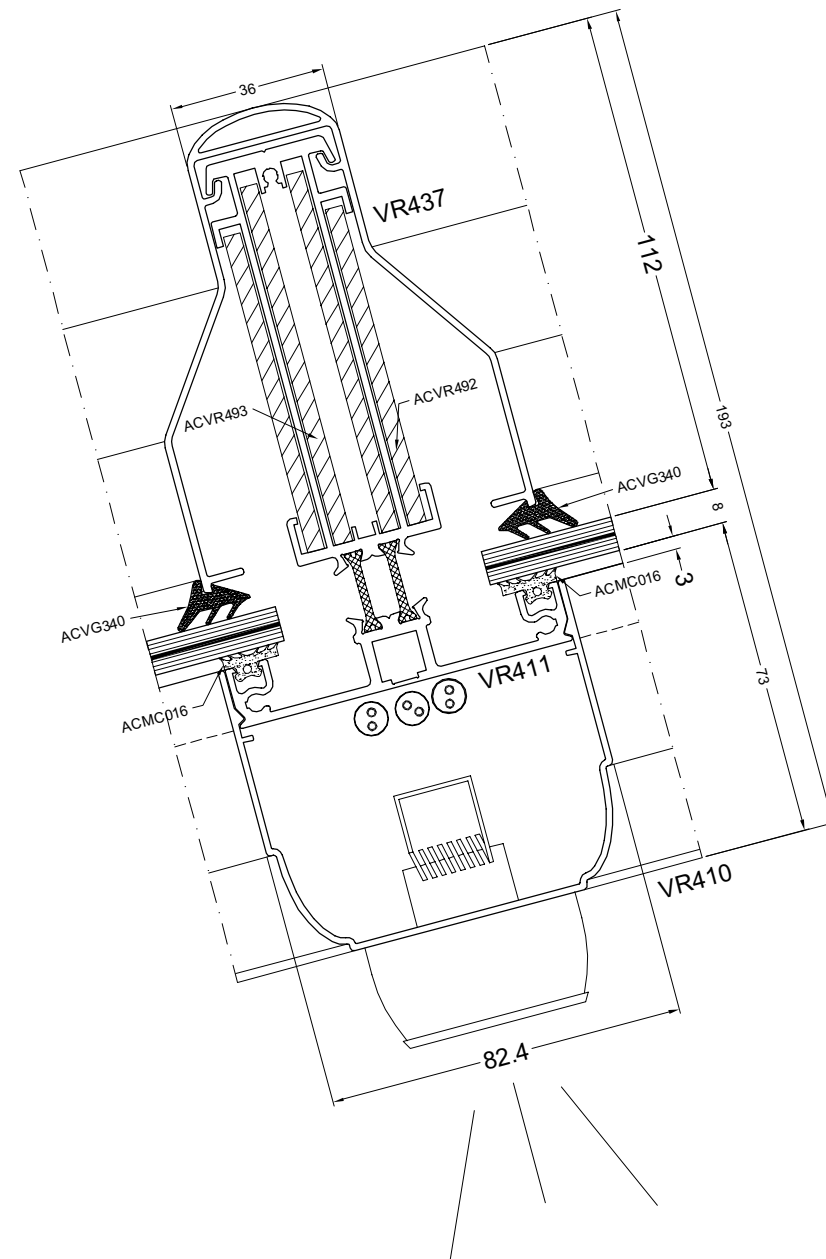 36
VR437
112
193
ACVR492
ACVR493
ACVG340
8
3
ACMC016
ACVG340
VR411
73
ACMC016
VR410
82.4